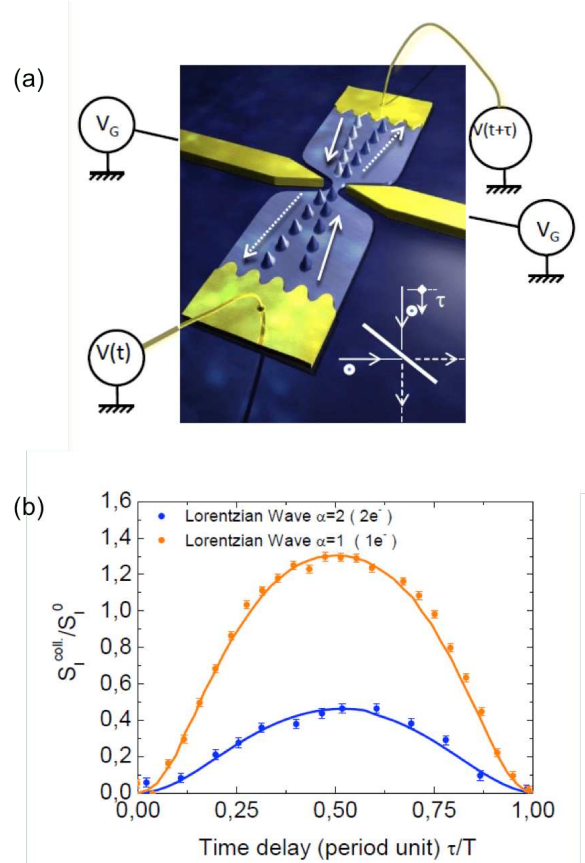 (a)
V_G
V(t+τ)
V_G
τ
V(t)
(b)
Lorentzian Wave α=2 ( 2e⁻)
Lorentzian Wave α=1 ( 1e⁻)
S_I^coll./S_I^0
1,6
1,4
1,2
1,0
0,8
0,6
0,4
0,2
0,0
0,00 0,25 0,50 0,75 1,00
Time delay (period unit) τ/T